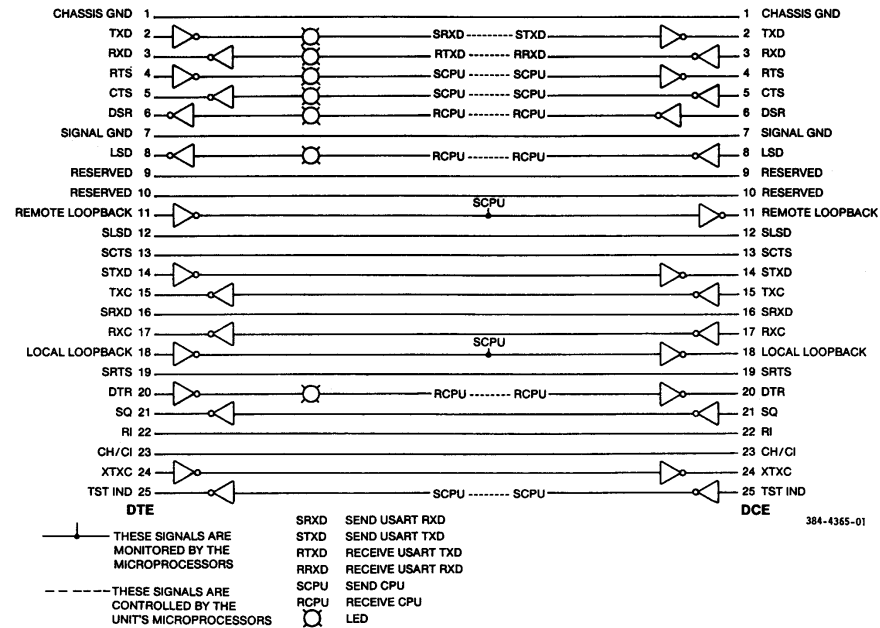 CHASSIS GND 1 1 CHASSIS GND
TXD 2 SRXD STXD 2 TXD
RXD 3 RTXD RRXD 3 RXD
RTS 4 SCPU SCPU 4 RTS
CTS 5 SCPU SCPU 5 CTS
DSR 6 RCPU RCPU 6 DSR
SIGNAL GND 7 7 SIGNAL GND
LSD 8 RCPU RCPU 8 LSD
RESERVED 9 9 RESERVED
RESERVED 10 10 RESERVED
SCPU
REMOTE LOOPBACK 11 11 REMOTE LOOPBACK
SLSD 12 12 SLSD
SCTS 13 13 SCTS
STXD 14 14 STXD
TXC 15 15 TXC
SRXD 16 16 SRXD
RXC 17 17 RXC
SCPU
LOCAL LOOPBACK 18 18 LOCAL LOOPBACK
SRTS 19 19 SRTS
DTR 20 RCPU RCPU 20 DTR
SQ 21 21 SQ
RI 22 22 RI
CH/CI 23 23 CH/CI
XTXC 24 24 XTXC
TST IND 25 SCPU SCPU 25 TST IND
DTE DCE
384-4365-01
THESE SIGNALS ARE
MONITORED BY THE
MICROPROCESSORS
THESE SIGNALS ARE
CONTROLLED BY THE
UNIT'S MICROPROCESSORS
SRXD SEND USART RXD
STXD SEND USART TXD
RTXD RECEIVE USART TXD
RRXD RECEIVE USART RXD
SCPU SEND CPU
RCPU RECEIVE CPU
LED